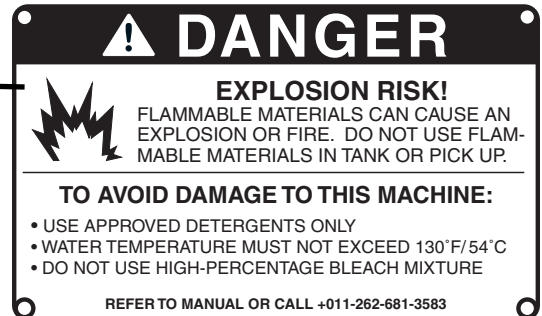 DANGER
EXPLOSION RISK!
FLAMMABLE MATERIALS CAN CAUSE AN
EXPLOSION OR FIRE. DO NOT USE FLAM-
MABLE MATERIALS IN TANK OR PICK UP.
TO AVOID DAMAGE TO THIS MACHINE:
• USE APPROVED DETERGENTS ONLY
• WATER TEMPERATURE MUST NOT EXCEED 130˚F/54˚C
• DO NOT USE HIGH-PERCENTAGE BLEACH MIXTURE
REFER TO MANUAL OR CALL +011-262-681-3583